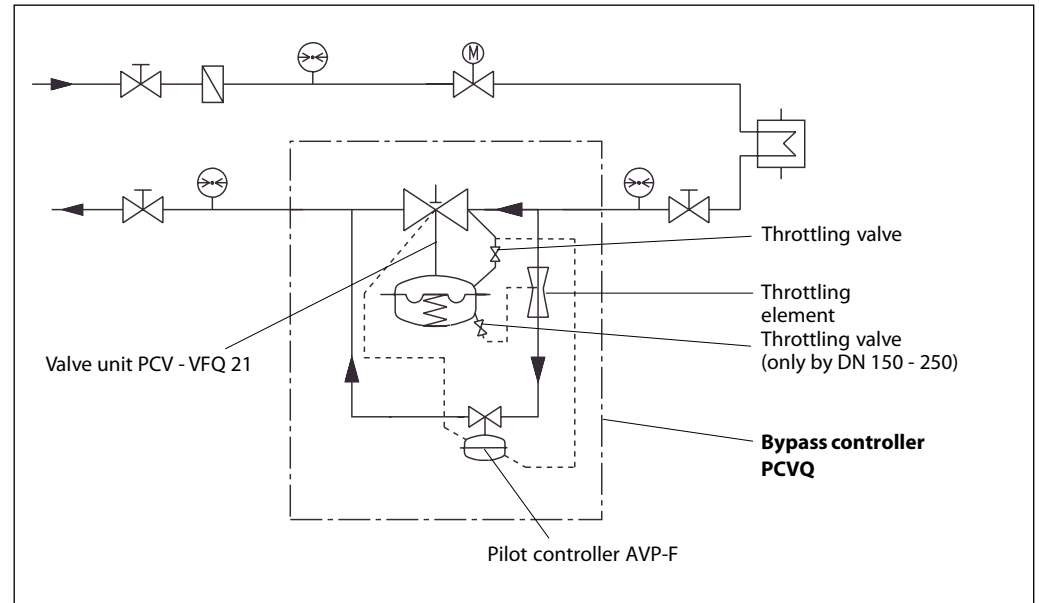 M
Throttling valve
Throttling
element
Throttling valve
(only by DN 150 - 250)
Valve unit PCV - VFQ 21
Bypass controller
PCVQ
Pilot controller AVP-F